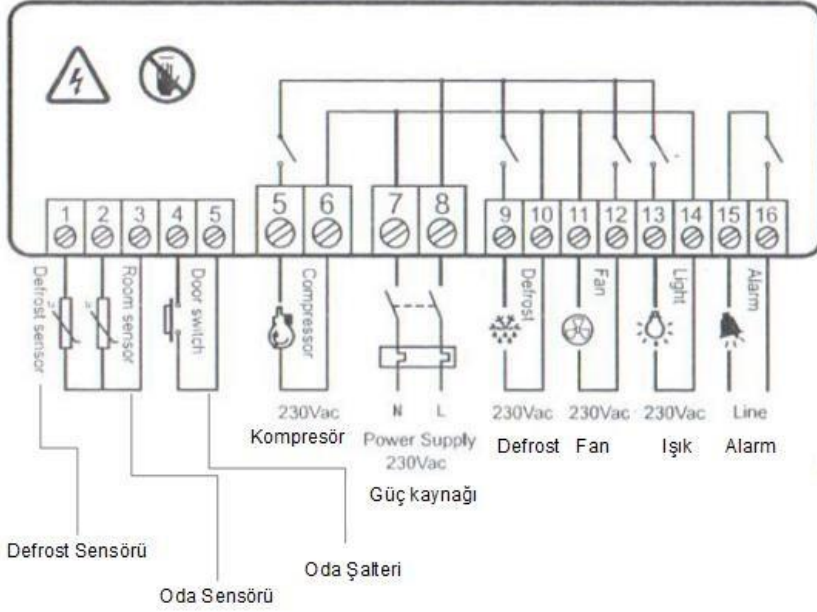 1 2 3 4 5 5 6 7 8 9 10 11 12 13 14 15 16
Defrost sensor
Room sensor
Door switch
Compressor
Defrost
Fan
Light
Alarm
230Vac
N L
230Vac 230Vac 230Vac Line
Kompresör
Power Supply
230Vac
Defrost Fan Işık Alarm
Güç kaynağı
Defrost Sensörü
Oda Şalteri
Oda Sensörü